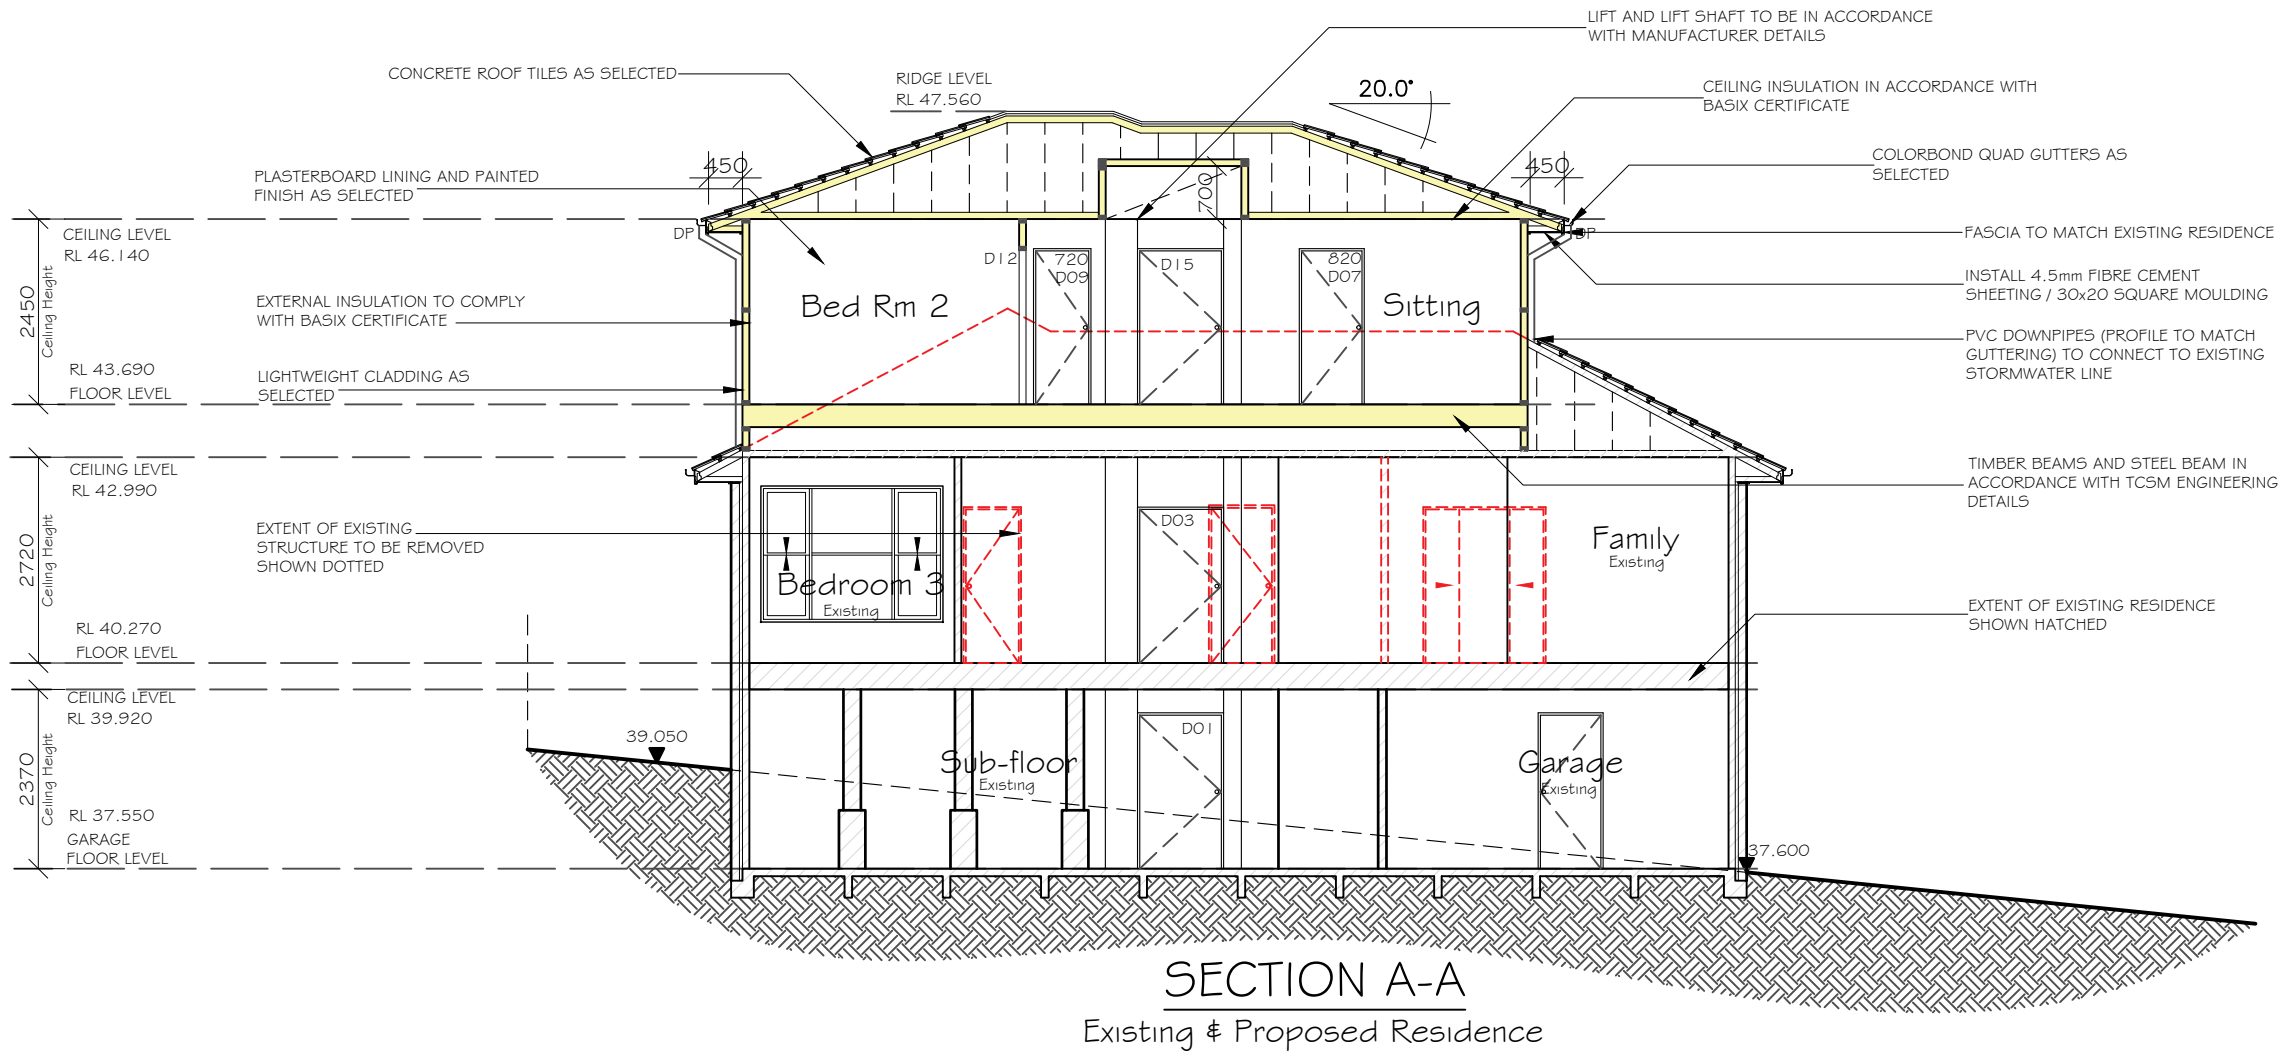 LIFT AND LIFT SHAFT TO BE IN ACCORDANCE
WITH MANUFACTURER DETAILS
CONCRETE ROOF TILES AS SELECTED
RIDGE LEVEL
RL 47.560
20.0°
CEILING INSULATION IN ACCORDANCE WITH
BASIX CERTIFICATE
450
450
COLORBOND QUAD GUTTERS AS
SELECTED
PLASTERBOARD LINING AND PAINTED
FINISH AS SELECTED
700
CEILING LEVEL
RL 46.140
DP
DP
FASCIA TO MATCH EXISTING RESIDENCE
D12
720
D09
D15
820
D07
INSTALL 4.5mm FIBRE CEMENT
SHEETING / 30x20 SQUARE MOULDING
2450
Ceiling Height
EXTERNAL INSULATION TO COMPLY
WITH BASIX CERTIFICATE
Bed Rm 2
Sitting
PVC DOWNPIPES (PROFILE TO MATCH
GUTTERING) TO CONNECT TO EXISTING
STORMWATER LINE
RL 43.690
FLOOR LEVEL
LIGHTWEIGHT CLADDING AS
SELECTED
CEILING LEVEL
RL 42.990
TIMBER BEAMS AND STEEL BEAM IN
ACCORDANCE WITH TCSM ENGINEERING
DETAILS
2720
Ceiling Height
EXTENT OF EXISTING
STRUCTURE TO BE REMOVED
SHOWN DOTTED
D03
Family
Existing
Bedroom 3
Existing
RL 40.270
FLOOR LEVEL
EXTENT OF EXISTING RESIDENCE
SHOWN HATCHED
CEILING LEVEL
RL 39.920
39.050
D01
2370
Ceiling Height
Sub-floor
Existing
Garage
Existing
RL 37.550
GARAGE
FLOOR LEVEL
37.600
SECTION A-A
Existing & Proposed Residence